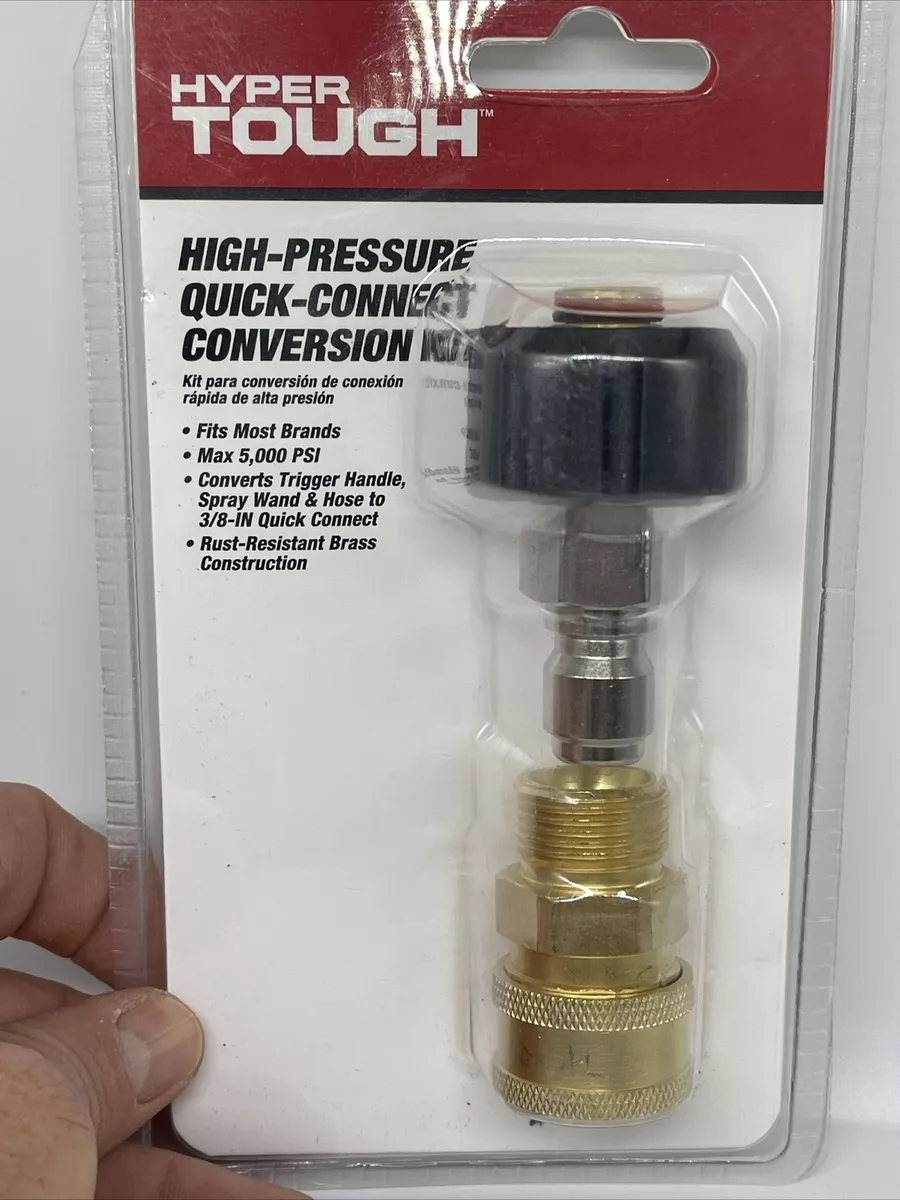 HYPER
TOUGH™
HIGH-PRESSURE
QUICK-CONNECT
CONVERSION
Kit para conversión de conexión
rápida de alta presión
• Fits Most Brands
• Max 5,000 PSI
• Converts Trigger Handle,
Spray Wand & Hose to
3/8-IN Quick Connect
• Rust-Resistant Brass
Construction